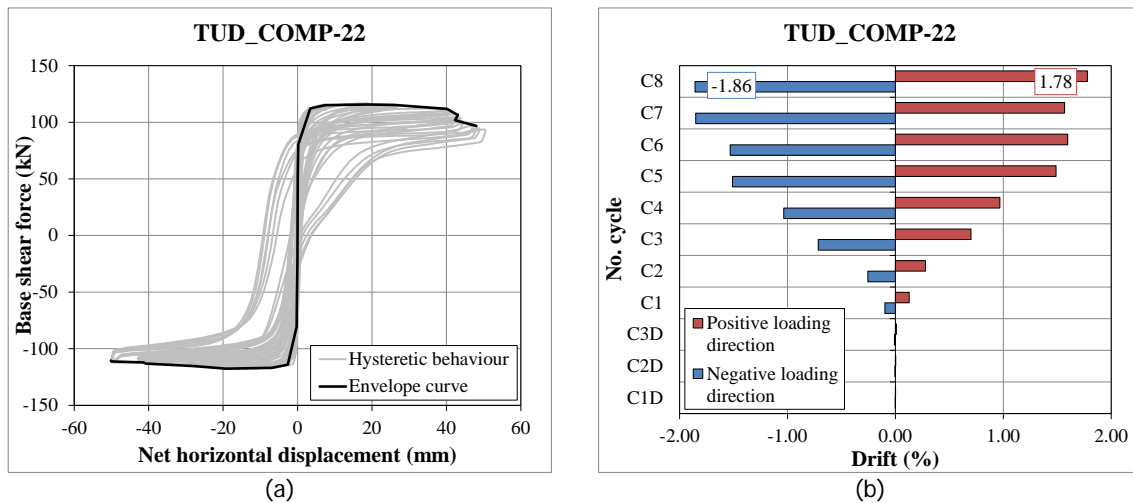 TUD_COMP-22
150
100
50
0
-50
-100
-150
Base shear force (kN)
-60
-40
-20
0
20
40
60
Net horizontal displacement (mm)
Hysteretic behaviour
Envelope curve
(a)
TUD_COMP-22
C8
C7
C6
C5
C4
C3
C2
C1
C3D
C2D
C1D
No. cycle
-1.86
1.78
Positive loading
direction
Negative loading
direction
-2.00
-1.00
0.00
1.00
2.00
Drift (%)
(b)